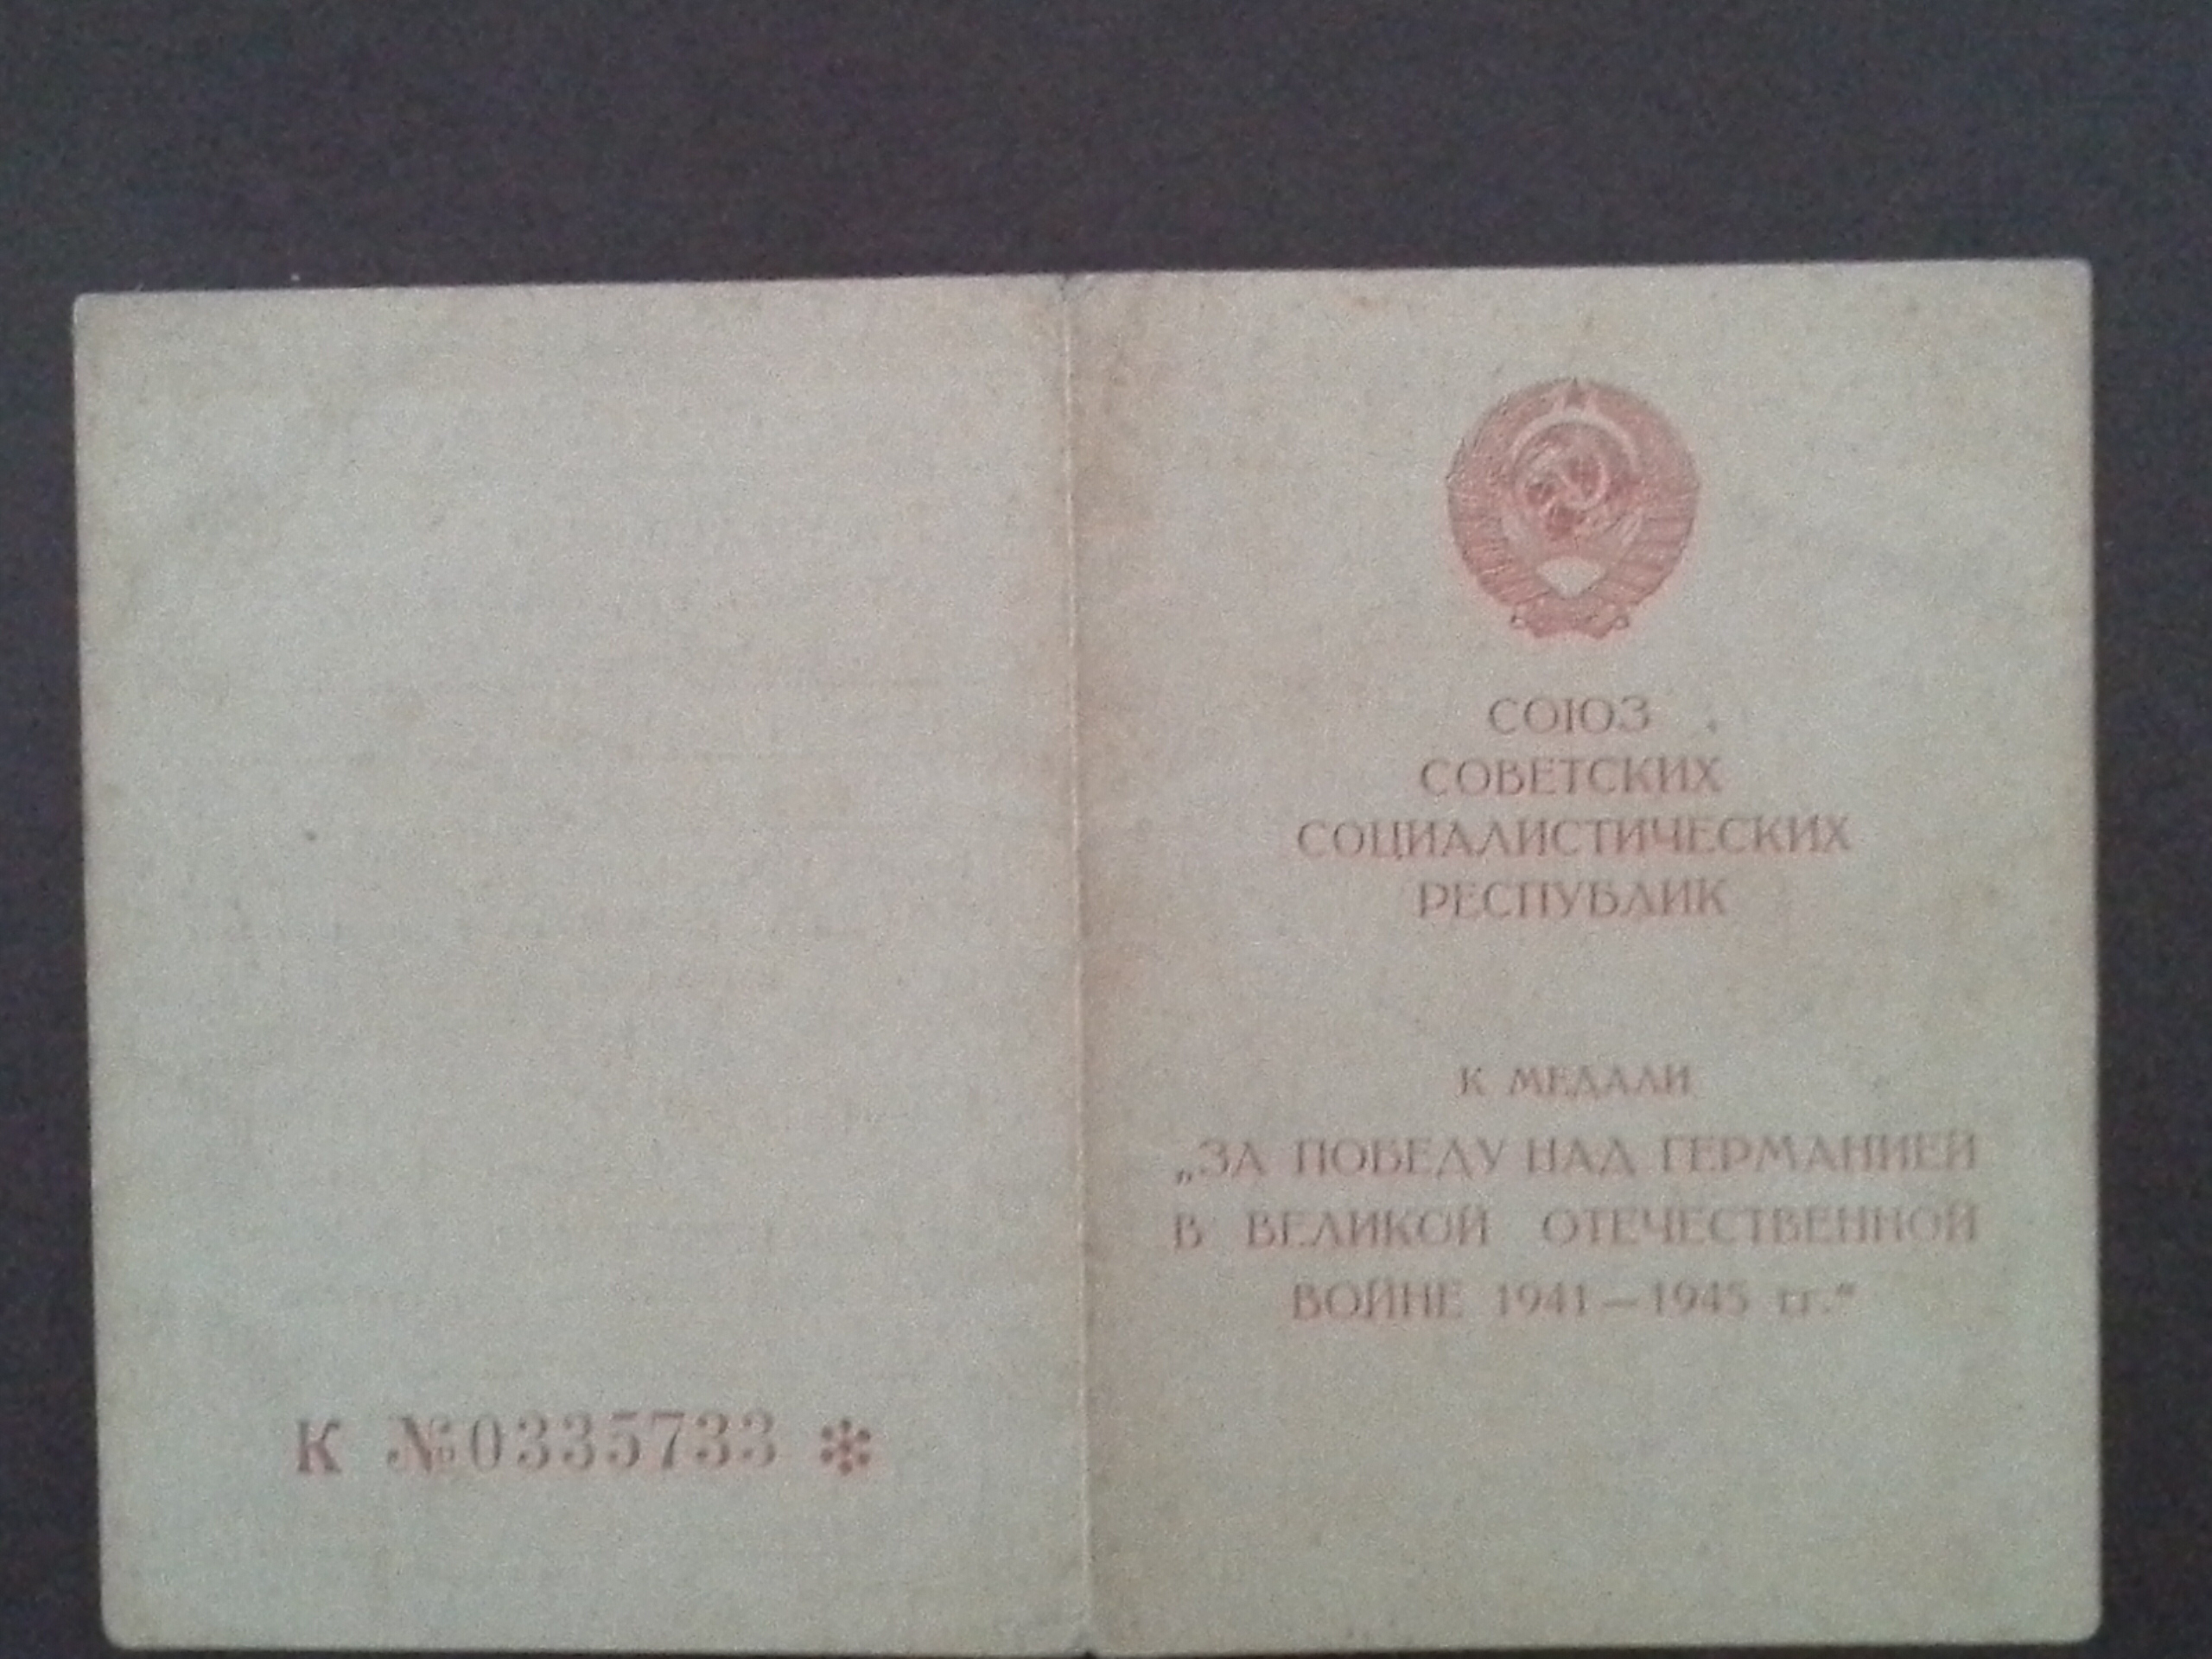 К №0335733 *
СОЮЗ
СОВЕТСКИХ
СОЦИАЛИСТИЧЕСКИХ
РЕСПУБЛИК
К МЕДАЛИ
„ЗА ПОБЕДУ НАД ГЕРМАНИЕЙ
В ВЕЛИКОЙ ОТЕЧЕСТВЕННОЙ
ВОЙНЕ 1941—1945 гг.“